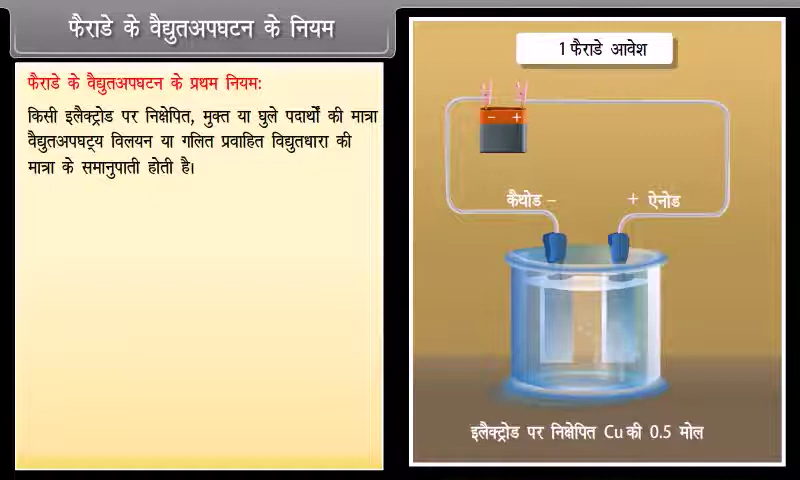 फैराडे के वैद्युतअपघटन के नियम
फैराडे के वैद्युतअपघटन के प्रथम नियम:
किसी इलैक्ट्रोड पर निक्षेपित, मुक्त या घुले पदार्थों की मात्रा
वैद्युतअपघट्य विलयन या गलित प्रवाहित विद्युतधारा की
मात्रा के समानुपाती होती है।
1 फैराडे आवेश
– +
कैथोड – + ऐनोड
इलैक्ट्रोड पर निक्षेपित Cu की 0.5 मोल